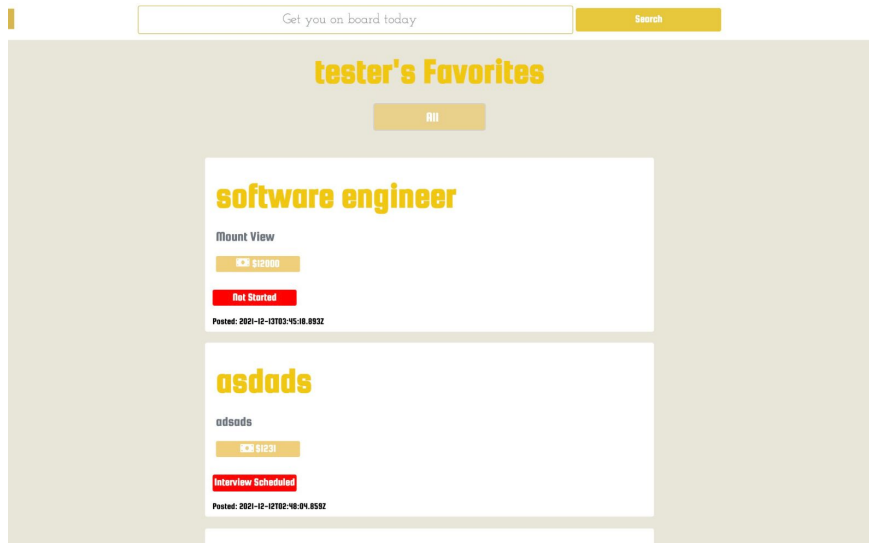 Get you on board today
Search
tester's Favorites
All
software engineer
Mount View
$12000
Not Started
Posted: 2021-12-13T03:45:18.893Z
asdads
adsads
$1231
Interview Scheduled
Posted: 2021-12-12T02:48:04.859Z